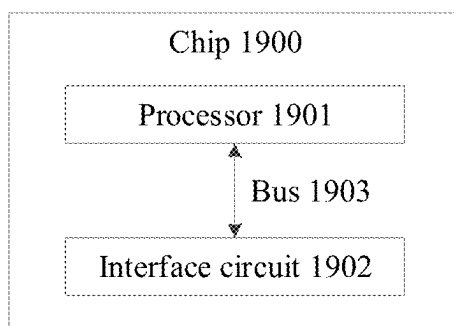 Chip 1900
Processor 1901
Bus 1903
Interface circuit 1902